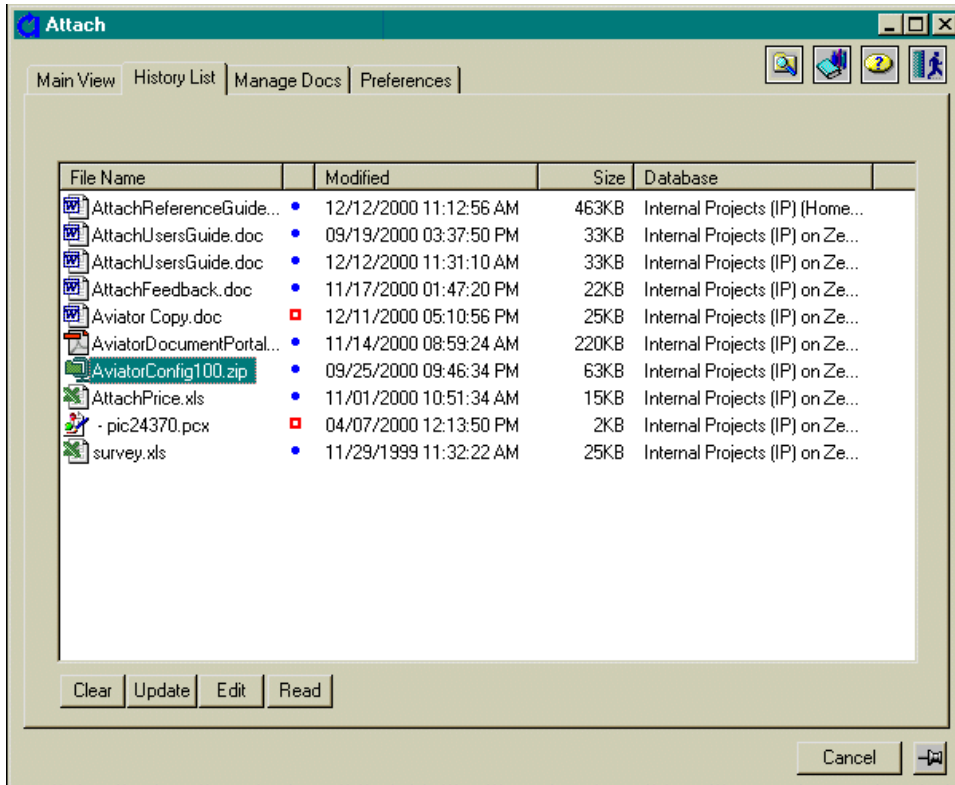 Attach
Main View History List Manage Docs Preferences
File Name Modified Size Database
AttachReferenceGuide... 12/12/2000 11:12:56 AM 463KB Internal Projects (IP) (Home...
AttachUsersGuide.doc 09/19/2000 03:37:50 PM 33KB Internal Projects (IP) on Ze...
AttachUsersGuide.doc 12/12/2000 11:31:10 AM 33KB Internal Projects (IP) on Ze...
AttachFeedback.doc 11/17/2000 01:47:20 PM 22KB Internal Projects (IP) on Ze...
Aviator Copy.doc 12/11/2000 05:10:56 PM 25KB Internal Projects (IP) on Ze...
AviatorDocumentPortal... 11/14/2000 08:59:24 AM 220KB Internal Projects (IP) on Ze...
AviatorConfig100.zip 09/25/2000 09:46:34 PM 63KB Internal Projects (IP) on Ze...
AttachPrice.xls 11/01/2000 10:51:34 AM 15KB Internal Projects (IP) on Ze...
- pic24370.pcx 04/07/2000 12:13:50 PM 2KB Internal Projects (IP) on Ze...
survey.xls 11/29/1999 11:32:22 AM 25KB Internal Projects (IP) on Ze...
Clear Update Edit Read
Cancel